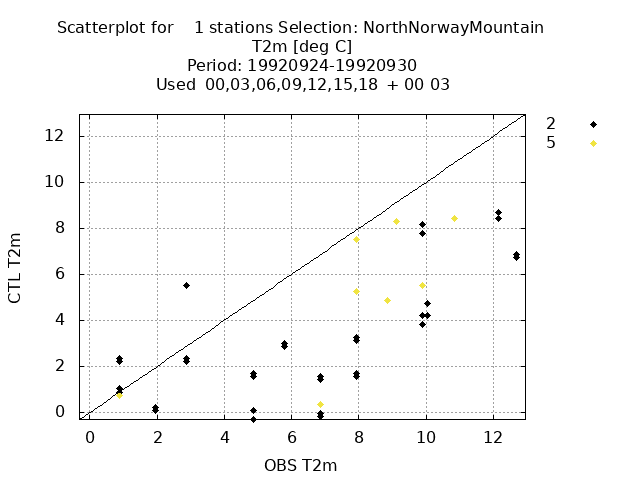 Scatterplot for    1 stations Selection: NorthNorwayMountain
T2m [deg C]
Period: 19920924-19920930
Used  00,03,06,09,12,15,18  + 00 03
2
5
12
10
8
6
4
2
0
CTL T2m
0 2 4 6 8 10 12
OBS T2m